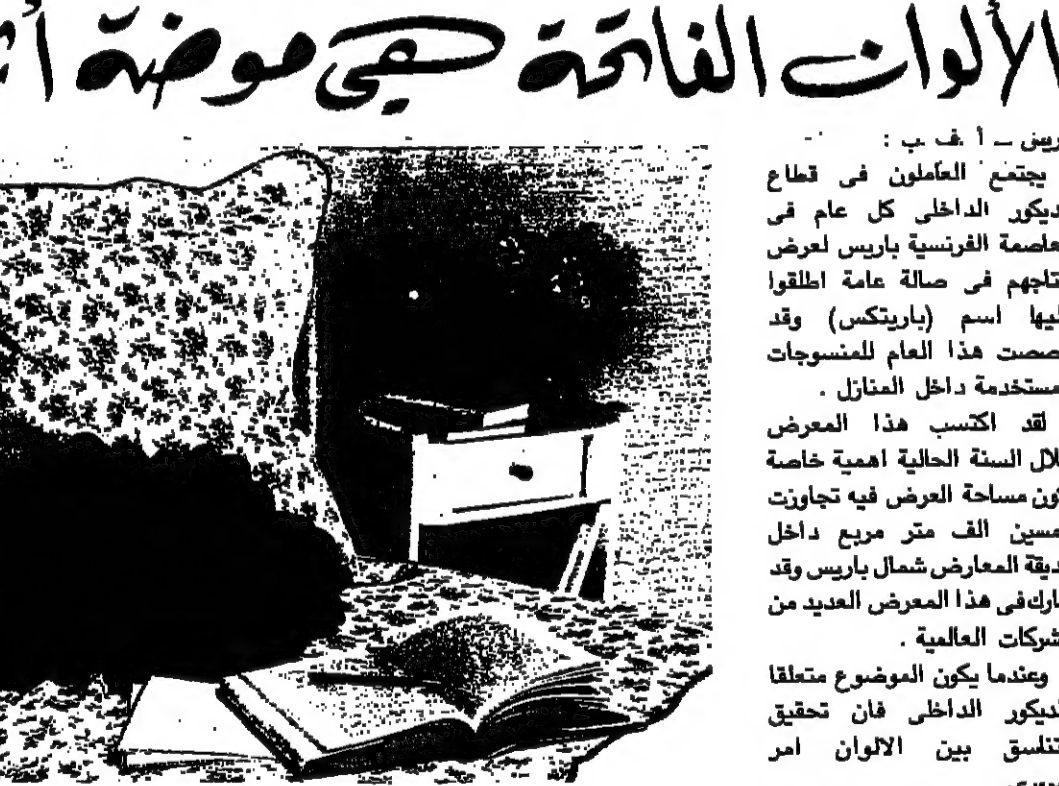 الألوان الفاتحة هي موضة
ا ف ب :
يجتمع العاملون فى قطاع
ديكور الداخلى كل عام فى
عاصمة الفرنسية باريس لعرض
تاجهم فى صالة عامة اطلقوا
ليها اسم (باريتكس) وقد
صصت هذا العام للمنسوجات
مستخدمة داخل المنازل .
لقد اكتسب هذا المعرض
لال السنة الحالية اهمية خاصة
ون مساحة العرض فيه تجاوزت
مسين الف متر مربع داخل
ديقة المعارض شمال باريس وقد
ارك فى هذا المعرض العديد من
شركات العالمية .
وعندما يكون الموضوع متعلقا
ديكور الداخلى فان تحقيق
تناسق بين الالوان امر